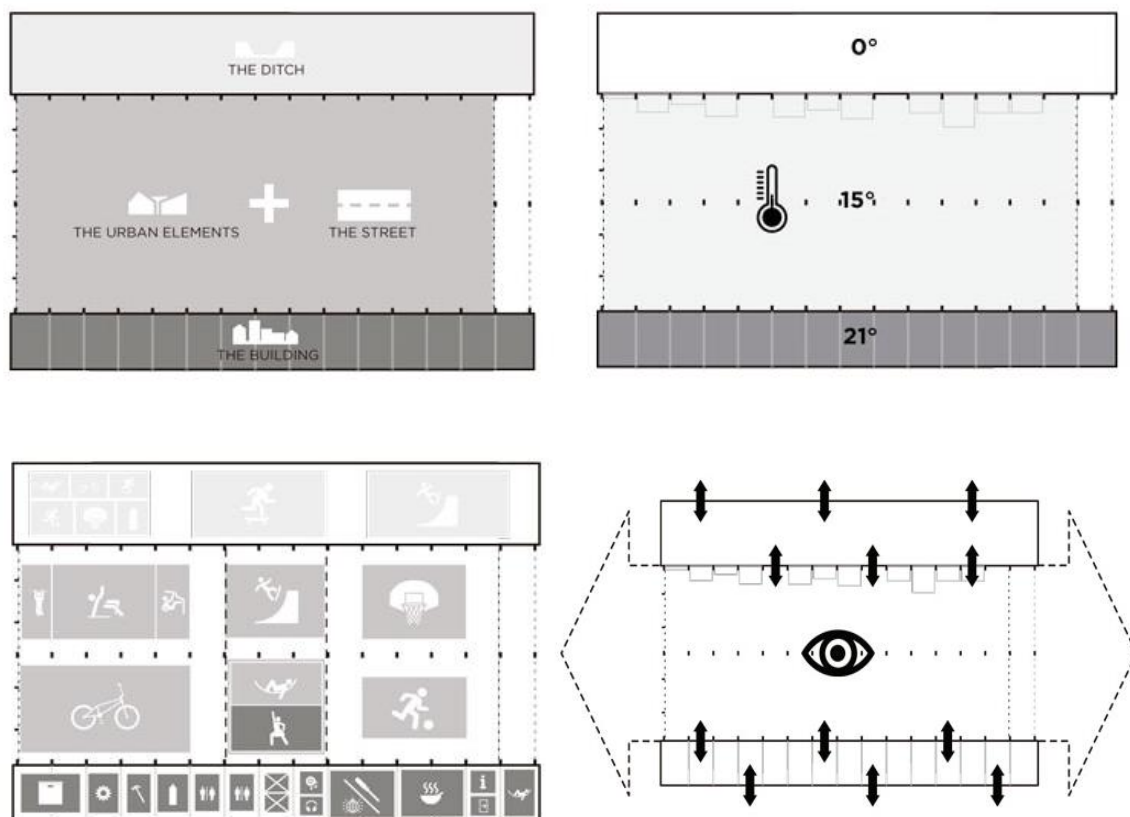 THE DITCH
THE URBAN ELEMENTS
THE STREET
THE BUILDING
0°
15°
21°
i